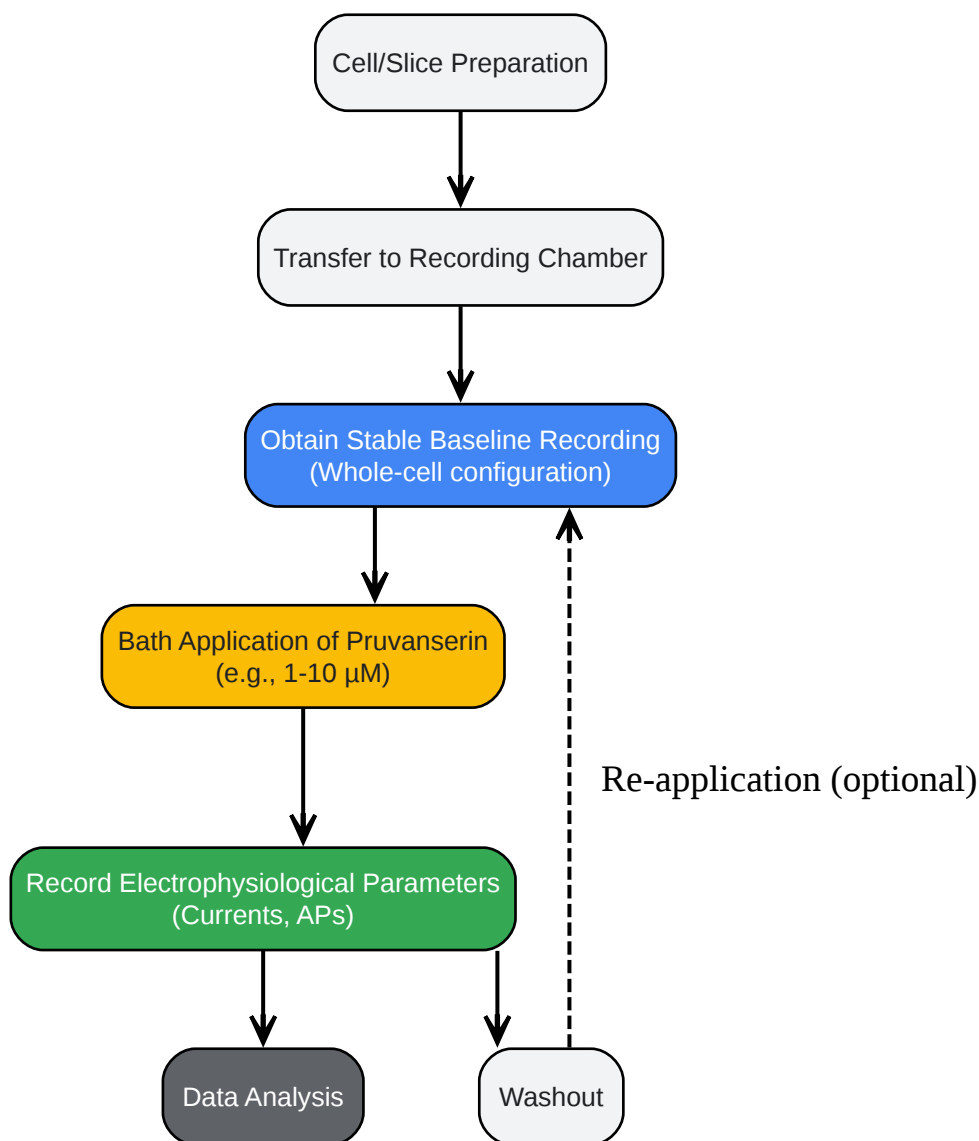 Cell/Slice Preparation
Transfer to Recording Chamber
Obtain Stable Baseline Recording
(Whole-cell configuration)
Bath Application of Pruvanserin
(e.g., 1-10 µM)
Re-application (optional)
Record Electrophysiological Parameters
(Currents, APs)
Data Analysis
Washout